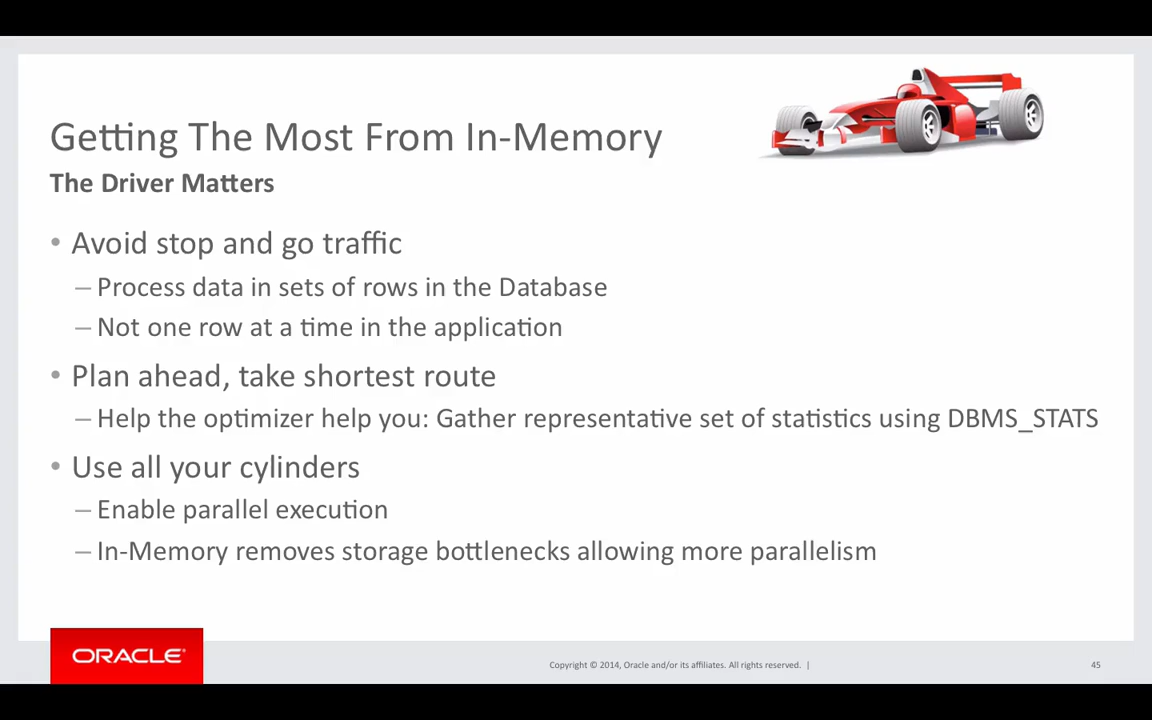 Getting The Most From In-Memory
The Driver Matters
• Avoid stop and go traffic
– Process data in sets of rows in the Database
– Not one row at a time in the application
• Plan ahead, take shortest route
– Help the optimizer help you: Gather representative set of statistics using DBMS_STATS
• Use all your cylinders
– Enable parallel execution
– In-Memory removes storage bottlenecks allowing more parallelism
ORACLE®
Copyright © 2014, Oracle and/or its affiliates. All rights reserved. |
45